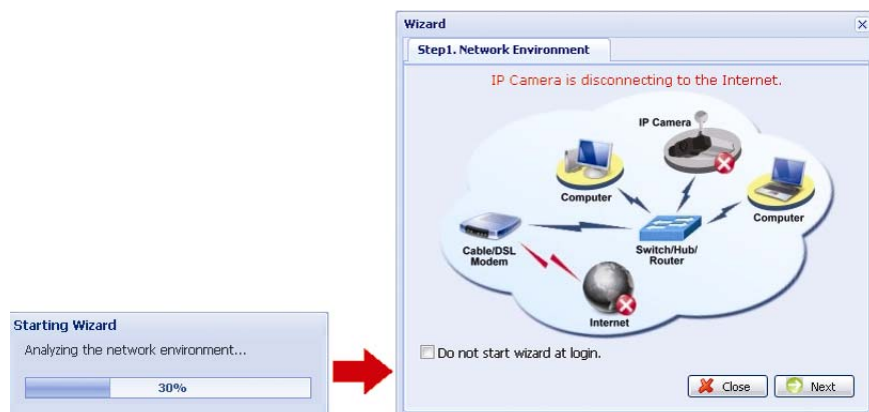 Starting Wizard
Analyzing the network environment...
30%
Wizard
Step1. Network Environment
IP Camera is disconnecting to the Internet.
IP Camera
Computer
Computer
Cable/DSL
Modem
Switch/Hub/
Router
Internet
Do not start wizard at login.
Close
Next